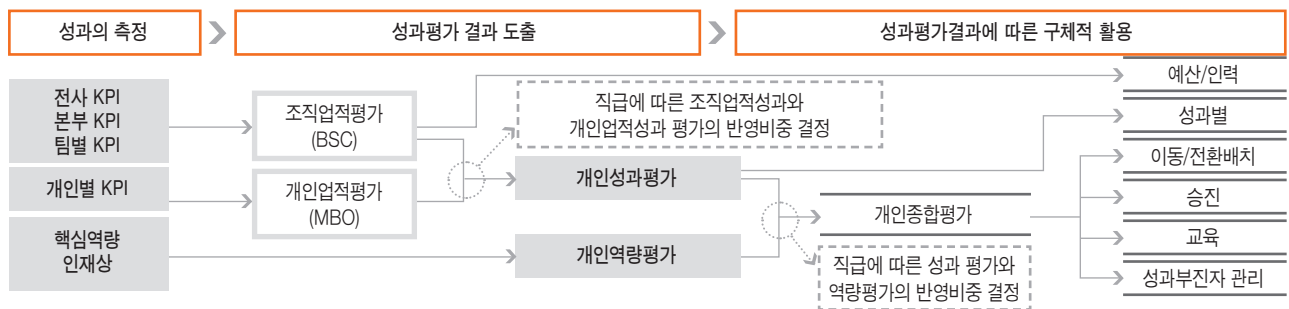 성과의 측정
성과평가 결과 도출
성과평가결과에 따른 구체적 활용
전사 KPI
본부 KPI
팀별 KPI
개인별 KPI
핵심역량
인재상
조직업적평가
(BSC)
개인업적평가
(MBO)
직급에 따른 조직업적성과와
개인업적성과 평가의 반영비중 결정
개인성과평가
개인역량평가
개인종합평가
직급에 따른 성과 평가와
역량평가의 반영비중 결정
예산/인력
성과별
이동/전환배치
승진
교육
성과부진자 관리